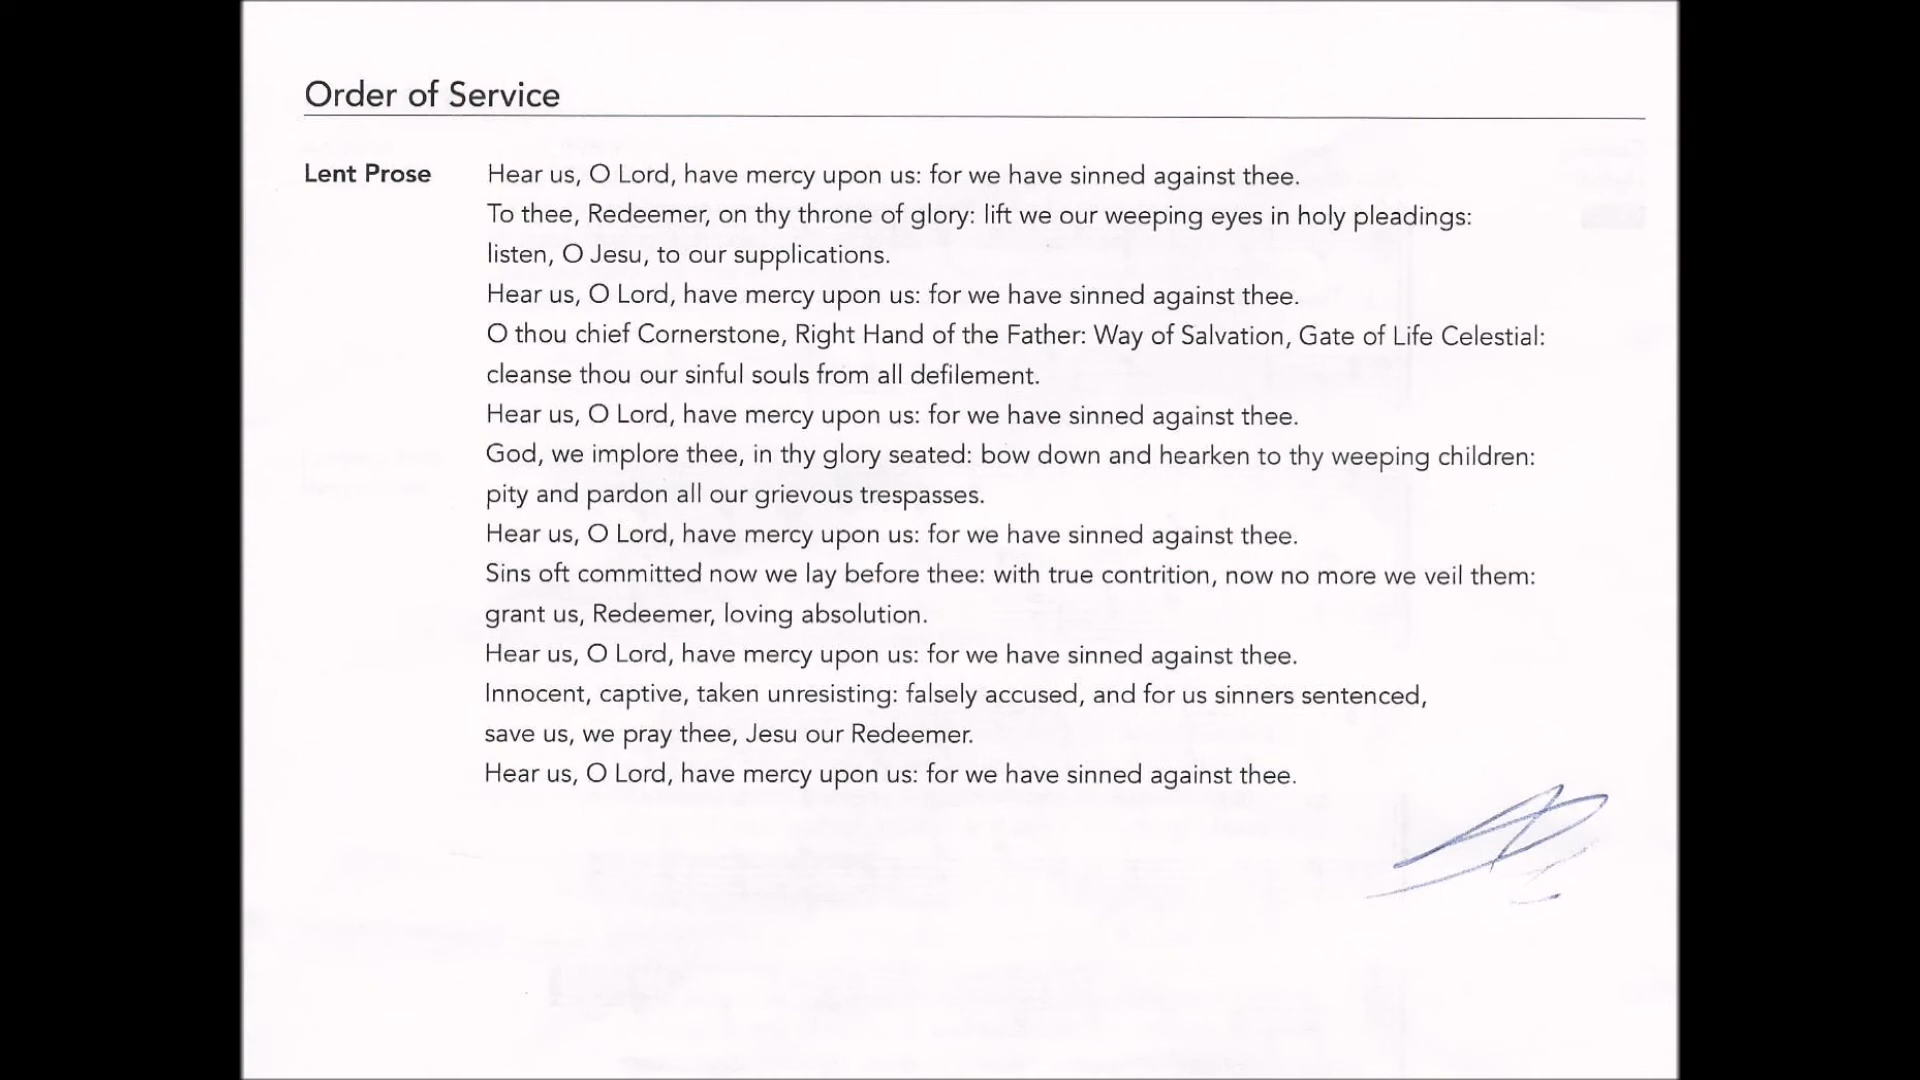 Order of Service
Lent Prose
Hear us, O Lord, have mercy upon us: for we have sinned against thee.
To thee, Redeemer, on thy throne of glory: lift we our weeping eyes in holy pleadings:
listen, O Jesu, to our supplications.
Hear us, O Lord, have mercy upon us: for we have sinned against thee.
O thou chief Cornerstone, Right Hand of the Father: Way of Salvation, Gate of Life Celestial:
cleanse thou our sinful souls from all defilement.
Hear us, O Lord, have mercy upon us: for we have sinned against thee.
God, we implore thee, in thy glory seated: bow down and hearken to thy weeping children:
pity and pardon all our grievous trespasses.
Hear us, O Lord, have mercy upon us: for we have sinned against thee.
Sins oft committed now we lay before thee: with true contrition, now no more we veil them:
grant us, Redeemer, loving absolution.
Hear us, O Lord, have mercy upon us: for we have sinned against thee.
Innocent, captive, taken unresisting: falsely accused, and for us sinners sentenced,
save us, we pray thee, Jesu our Redeemer.
Hear us, O Lord, have mercy upon us: for we have sinned against thee.